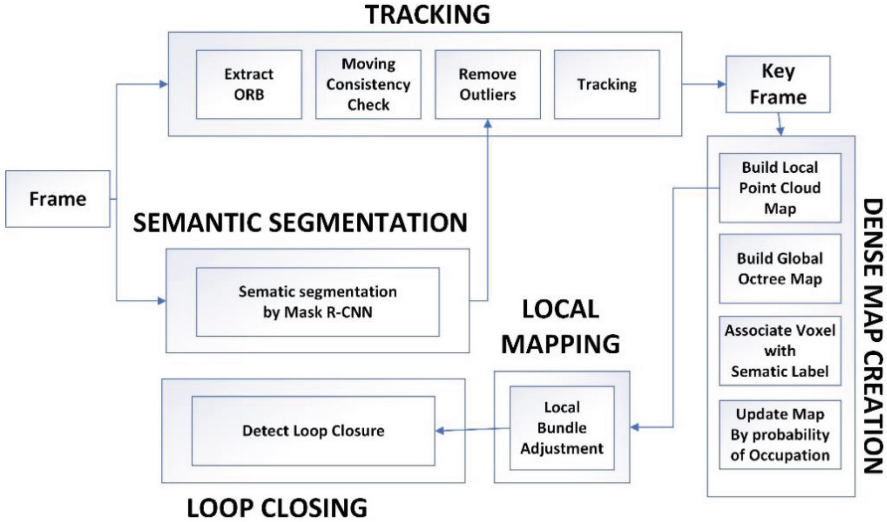 TRACKING
Extract
ORB
Moving
Consistency
Check
Remove
Outliers
Tracking
Key
Frame
Frame
SEMANTIC SEGMENTATION
Sematic segmentation
by Mask R-CNN
LOCAL
MAPPING
Local
Bundle
Adjustment
Detect Loop Closure
LOOP CLOSING
Build Local
Point Cloud
Map
Build Global
Octree Map
Associate Voxel
with
Sematic Label
Update Map
By probability
of Occupation
DENSE MAP CREATION